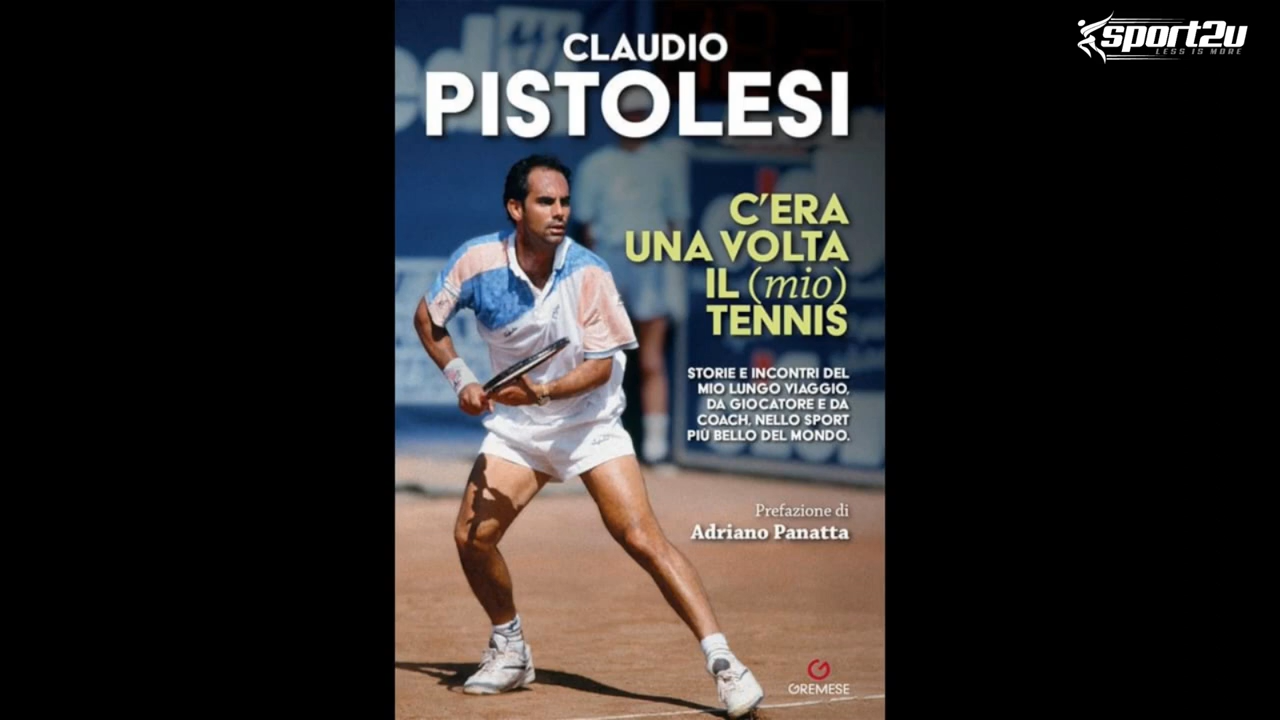 CLAUDIO
PISTOLESI
C'ERA
UNA VOLTA
IL (mio)
TENNIS
STORIE E INCONTRI DEL
MIO LUNGO VIAGGIO,
DA GIOCATORE E DA
COACH, NELLO SPORT
PIÙ BELLO DEL MONDO.
Prefazione di
Adriano Panatta
GREMESE
sport2u
LESS IS MORE